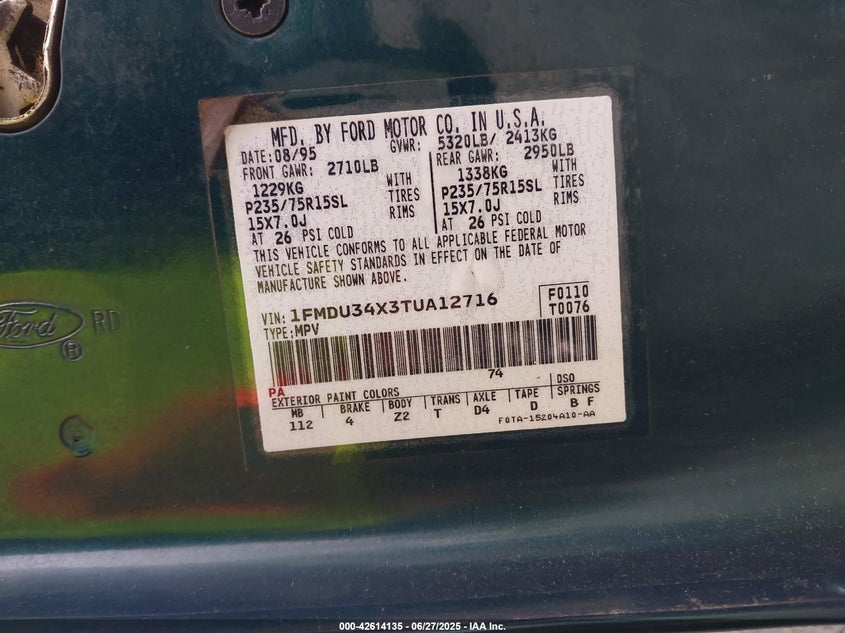 MFD. BY FORD MOTOR CO. IN U.S.A.
DATE: 08/95 GVWR: 5320LB/ 2413KG
FRONT GAWR: 2710LB REAR GAWR: 2950LB
1229KG WITH 1338KG WITH
P235/75R15SL TIRES P235/75R15SL TIRES
15X7.0J RIMS 15X7.0J RIMS
AT 26 PSI COLD AT 26 PSI COLD
THIS VEHICLE CONFORMS TO ALL APPLICABLE FEDERAL MOTOR
VEHICLE SAFETY STANDARDS IN EFFECT ON THE DATE OF
MANUFACTURE SHOWN ABOVE.
VIN: 1FMDU34X3TUA12716 F0110
TYPE: MPV T0076
74
PA
EXTERIOR PAINT COLORS DSO
MB BRAKE BODY TRANS AXLE TAPE SPRINGS
112 4 Z2 T D4 D B F
F0TA-15204A10-AA
Ford ® RD
000-42614135 - 06/27/2025 - IAA Inc.